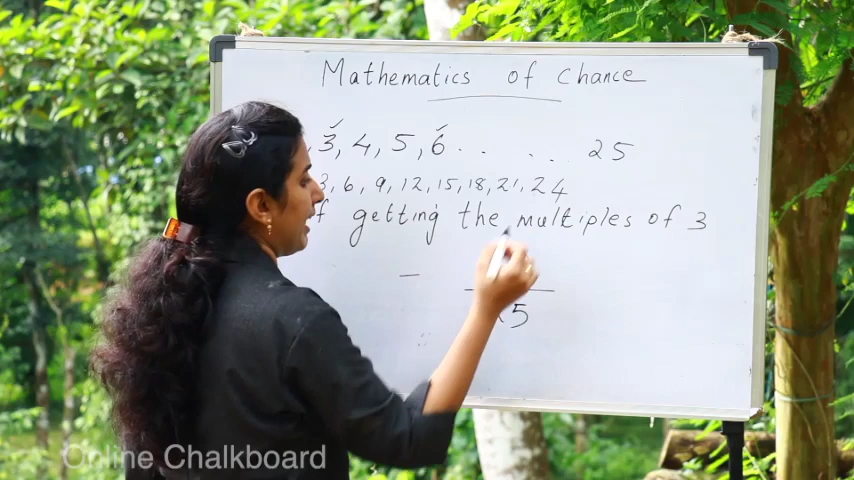 Mathematics of Chance
3, 4, 5, 6 . . . . . . 25
3, 6, 9, 12, 15, 18, 21, 24
getting the multiples of 3
5
Online Chalkboard